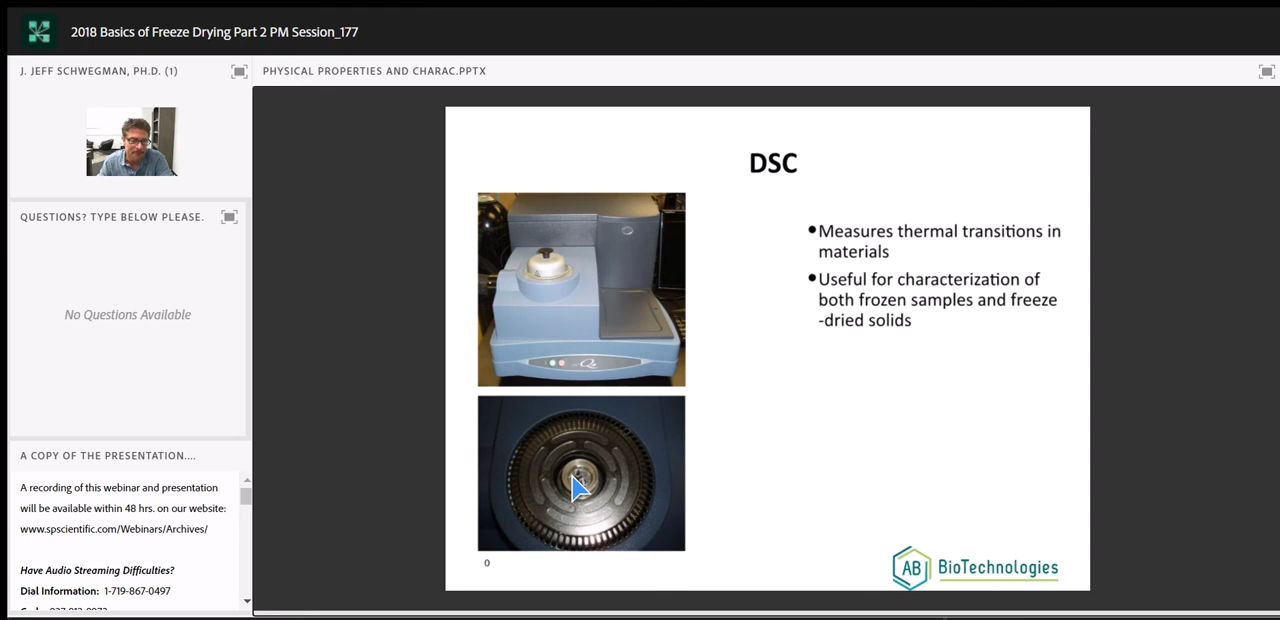 2018 Basics of Freeze Drying Part 2 PM Session_177
J. JEFF SCHWEGMAN, PH.D. (1)
PHYSICAL PROPERTIES AND CHARAC.PPTX
QUESTIONS? TYPE BELOW PLEASE.
No Questions Available
A COPY OF THE PRESENTATION....
A recording of this webinar and presentation
will be available within 48 hrs. on our website:
www.spscientific.com/Webinars/Archives/
Have Audio Streaming Difficulties?
Dial Information: 1-719-867-0497
DSC
●Measures thermal transitions in
materials
●Useful for characterization of
both frozen samples and freeze
-dried solids
0
AB BioTechnologies